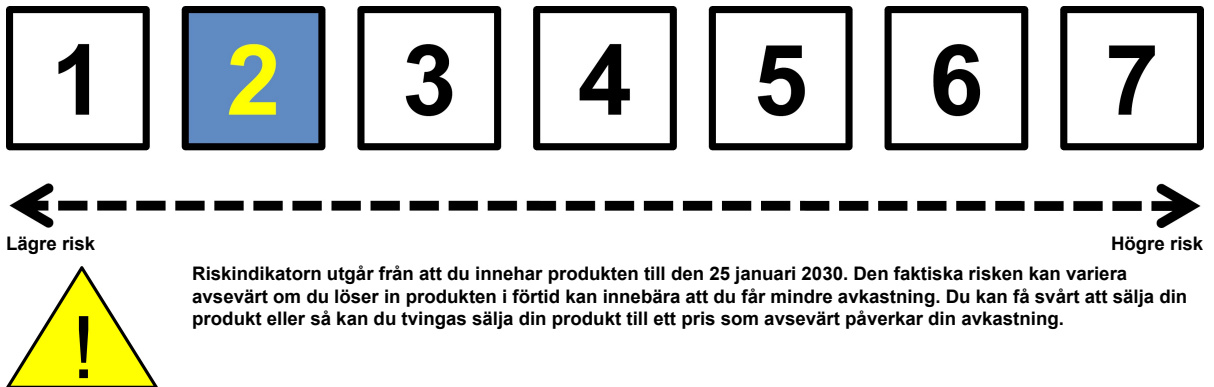 1 2 3 4 5 6 7
Lägre risk Högre risk
Riskindikatorn utgår från att du innehar produkten till den 25 januari 2030. Den faktiska risken kan variera
avsevärt om du löser in produkten i förtid kan innebära att du får mindre avkastning. Du kan få svårt att sälja din
produkt eller så kan du tvingas sälja din produkt till ett pris som avsevärt påverkar din avkastning.
!